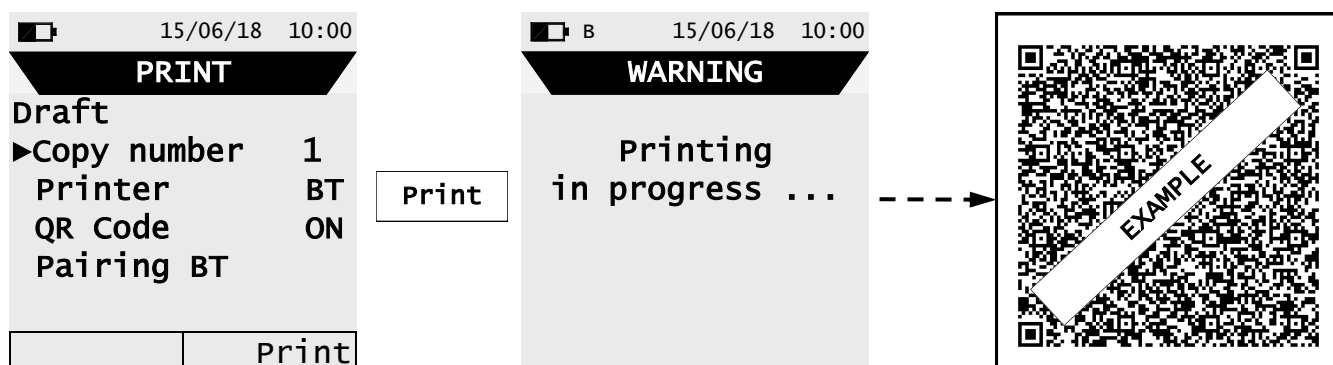 15/06/18 10:00
PRINT
Draft
►Copy number 1
Printer BT
QR Code ON
Pairing BT
Print
Print
B 15/06/18 10:00
WARNING
Printing
in progress ...
EXAMPLE